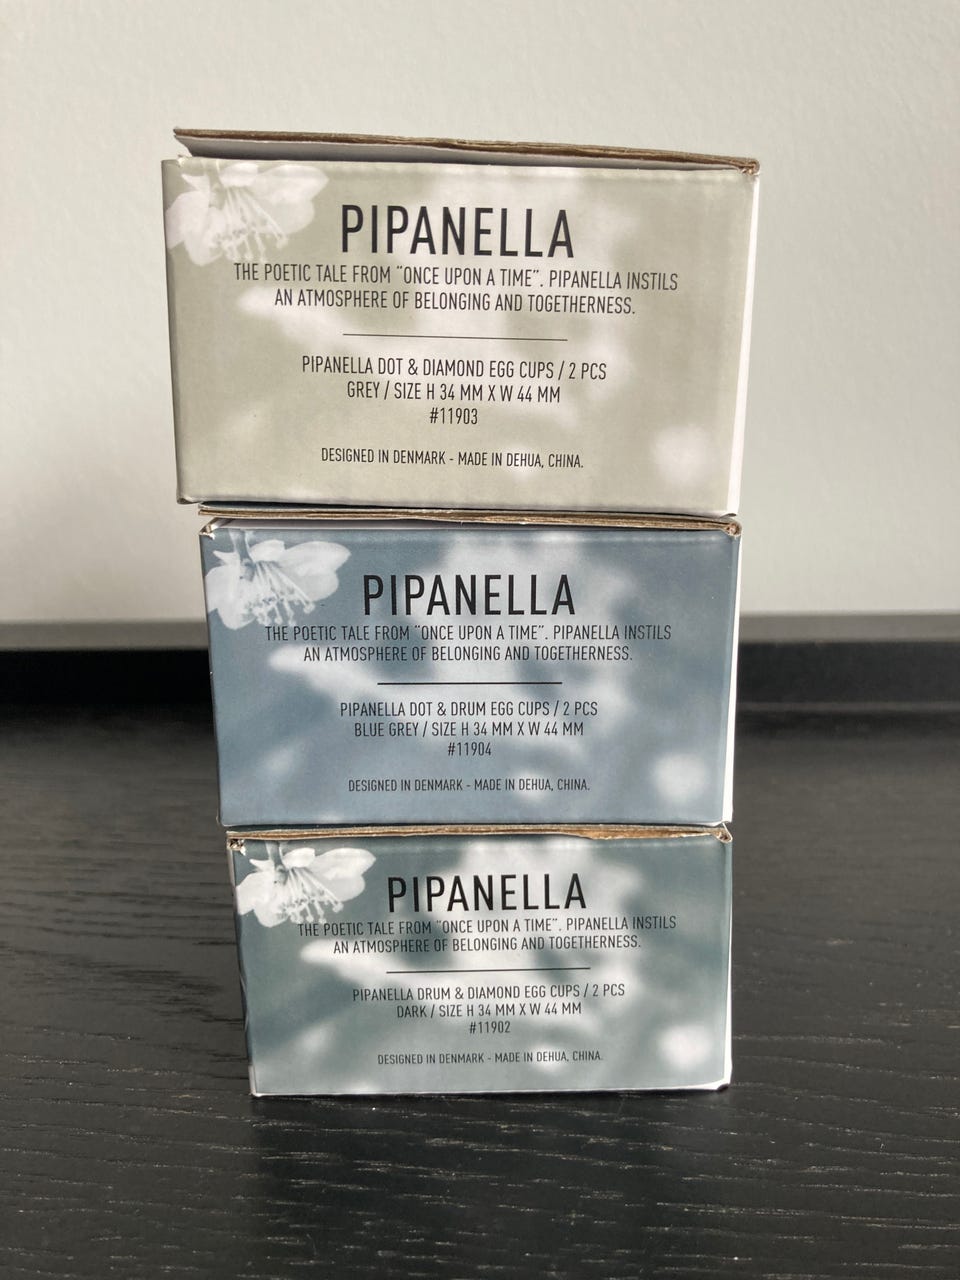 PIPANELLA
THE POETIC TALE FROM “ONCE UPON A TIME”. PIPANELLA INSTILS
AN ATMOSPHERE OF BELONGING AND TOGETHERNESS.
PIPANELLA DOT & DIAMOND EGG CUPS / 2 PCS
GREY / SIZE H 34 MM X W 44 MM
#11903
DESIGNED IN DENMARK - MADE IN DEHUA, CHINA.
PIPANELLA
THE POETIC TALE FROM “ONCE UPON A TIME”. PIPANELLA INSTILS
AN ATMOSPHERE OF BELONGING AND TOGETHERNESS.
PIPANELLA DOT & DRUM EGG CUPS / 2 PCS
BLUE GREY / SIZE H 34 MM X W 44 MM
#11904
DESIGNED IN DENMARK - MADE IN DEHUA, CHINA.
PIPANELLA
THE POETIC TALE FROM “ONCE UPON A TIME”. PIPANELLA INSTILS
AN ATMOSPHERE OF BELONGING AND TOGETHERNESS.
PIPANELLA DRUM & DIAMOND EGG CUPS / 2 PCS
DARK / SIZE H 34 MM X W 44 MM
#11902
DESIGNED IN DENMARK - MADE IN DEHUA, CHINA.